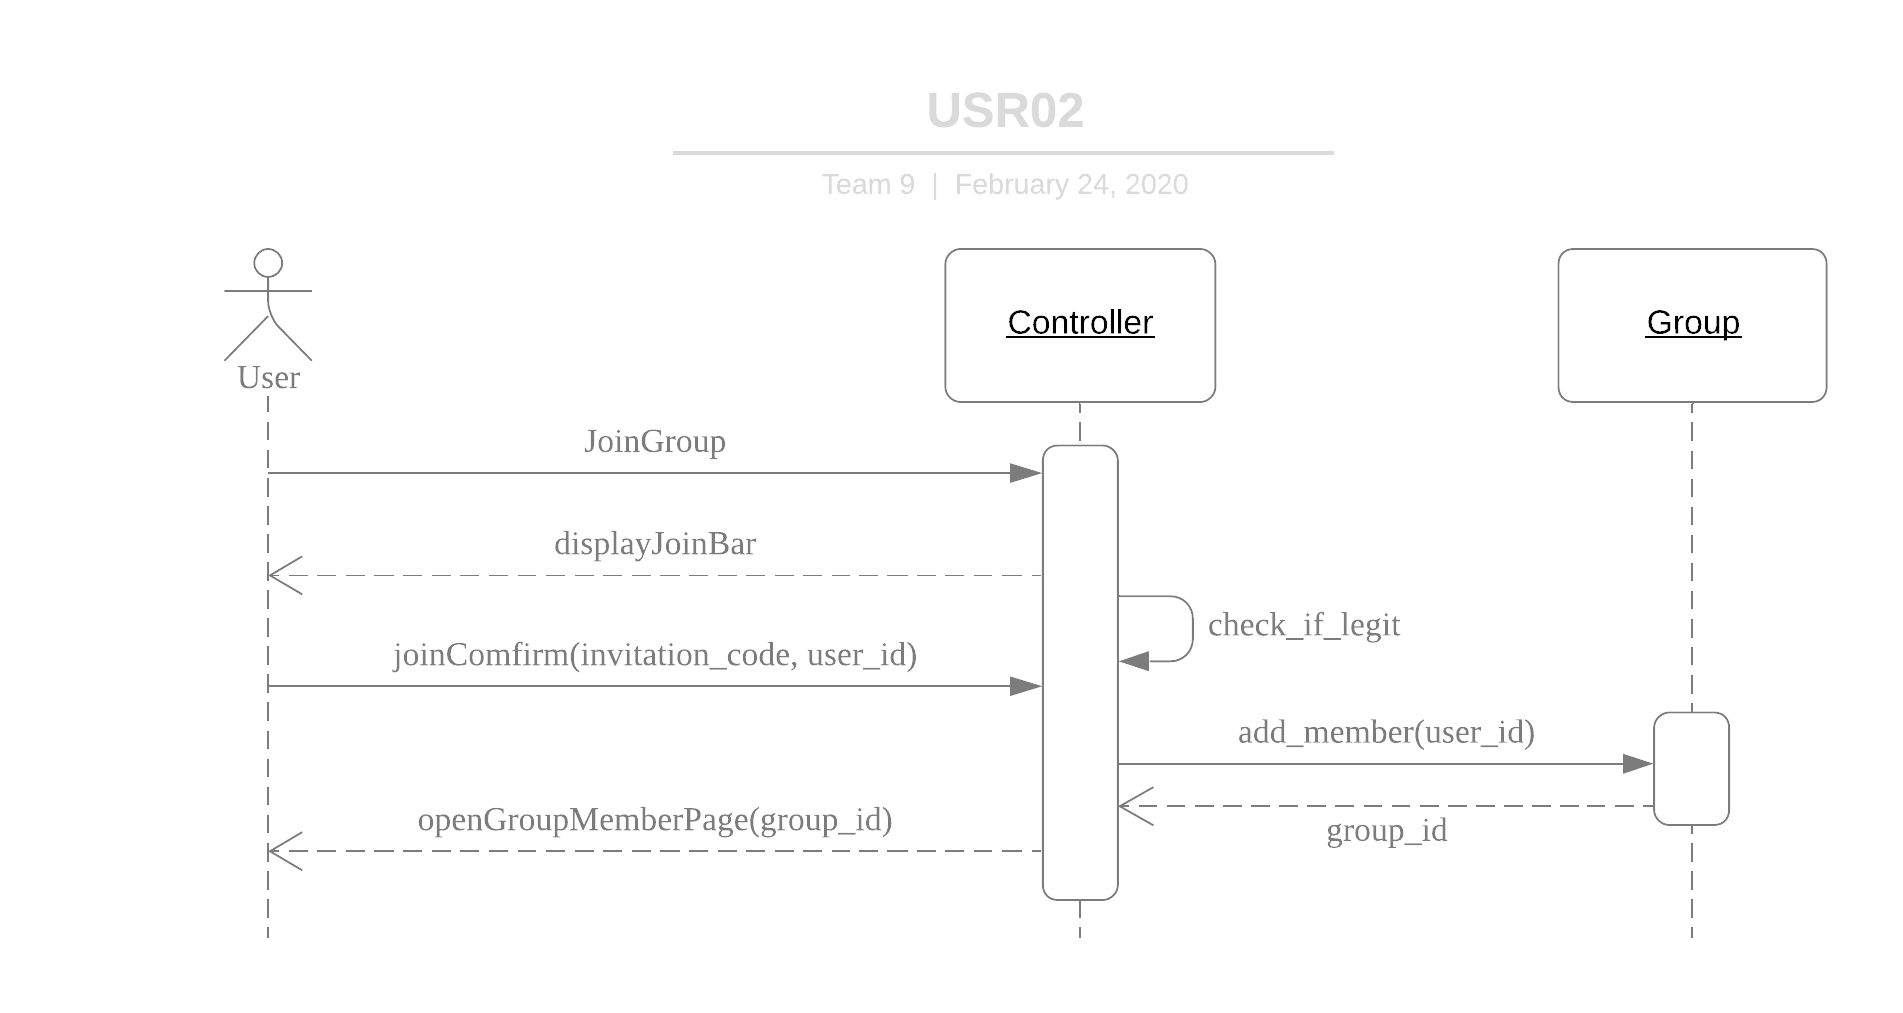 USR02
Team 9 | February 24, 2020
User
Controller
Group
JoinGroup
displayJoinBar
check_if_legit
joinComfirm(invitation_code, user_id)
add_member(user_id)
openGroupMemberPage(group_id)
group_id